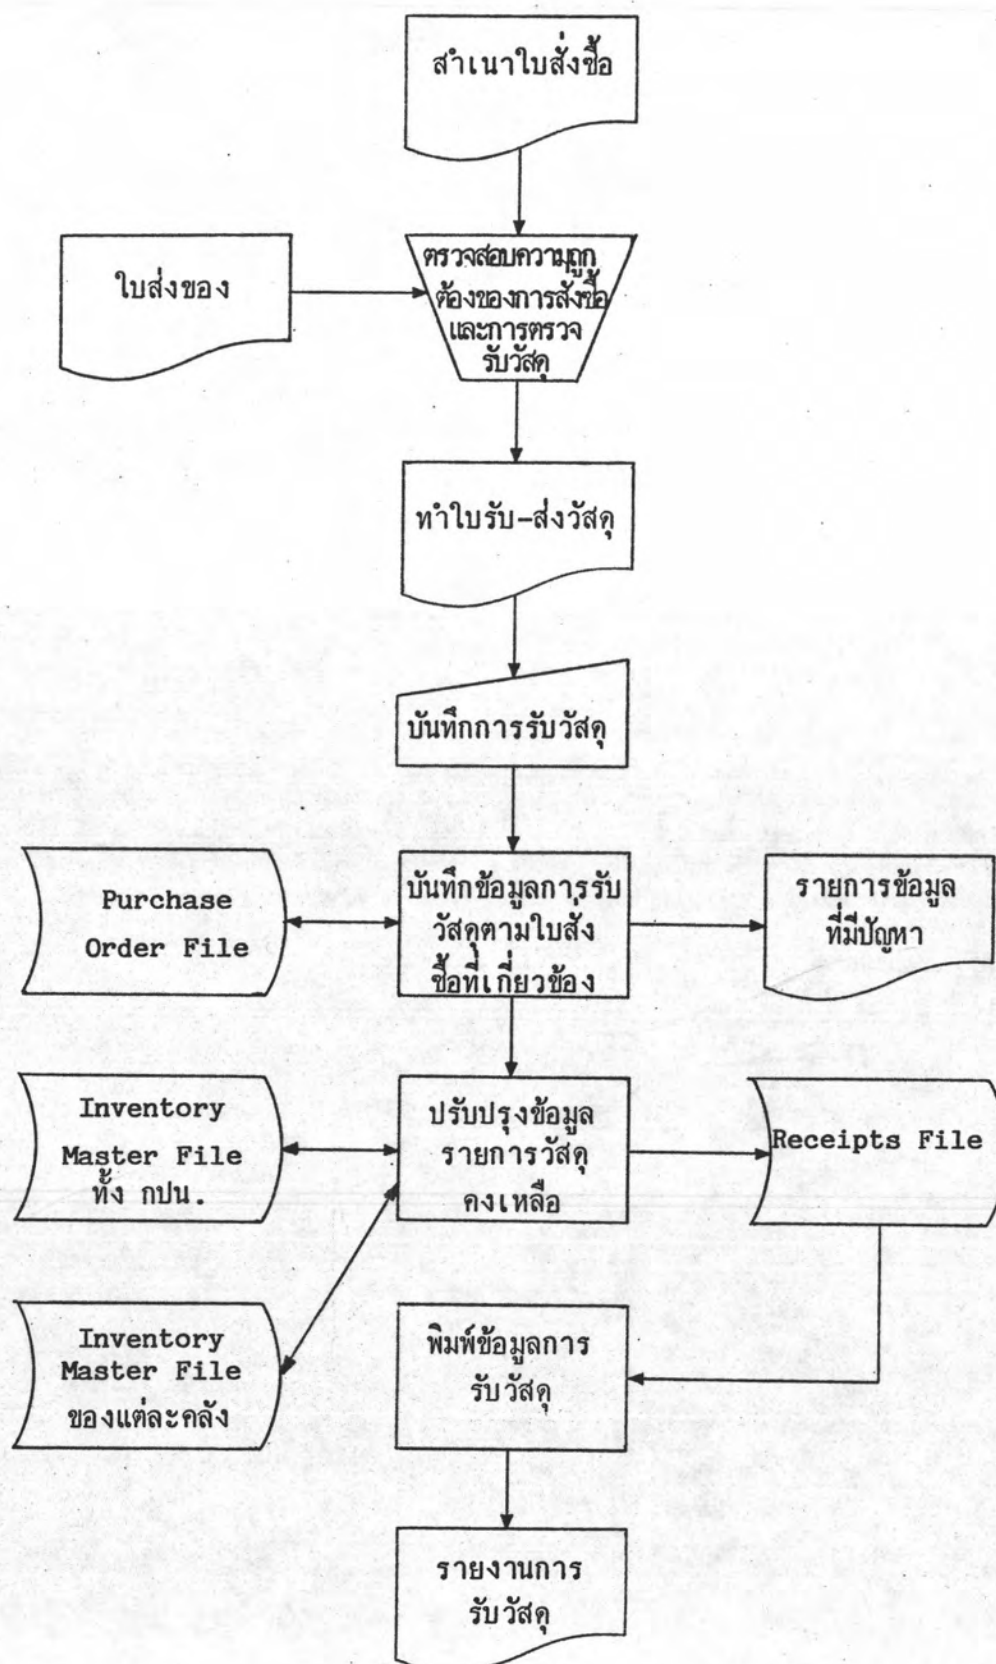 สำเนาใบสั่งซื้อ
ใบส่งของ
ตรวจสอบความถูก
ต้องของการสั่งซื้อ
และการตรวจ
รับวัสดุ
ทำใบรับ-ส่งวัสดุ
บันทึกการรับวัสดุ
Purchase
Order File
บันทึกข้อมูลการรับ
วัสดุตามใบสั่ง
ซื้อที่เกี่ยวข้อง
รายการข้อมูล
ที่มีปัญหา
Inventory
Master File
ทั้ง กปน.
ปรับปรุงข้อมูล
รายการวัสดุ
คงเหลือ
Receipts File
Inventory
Master File
ของแต่ละคลัง
พิมพ์ข้อมูลการ
รับวัสดุ
รายงานการ
รับวัสดุ